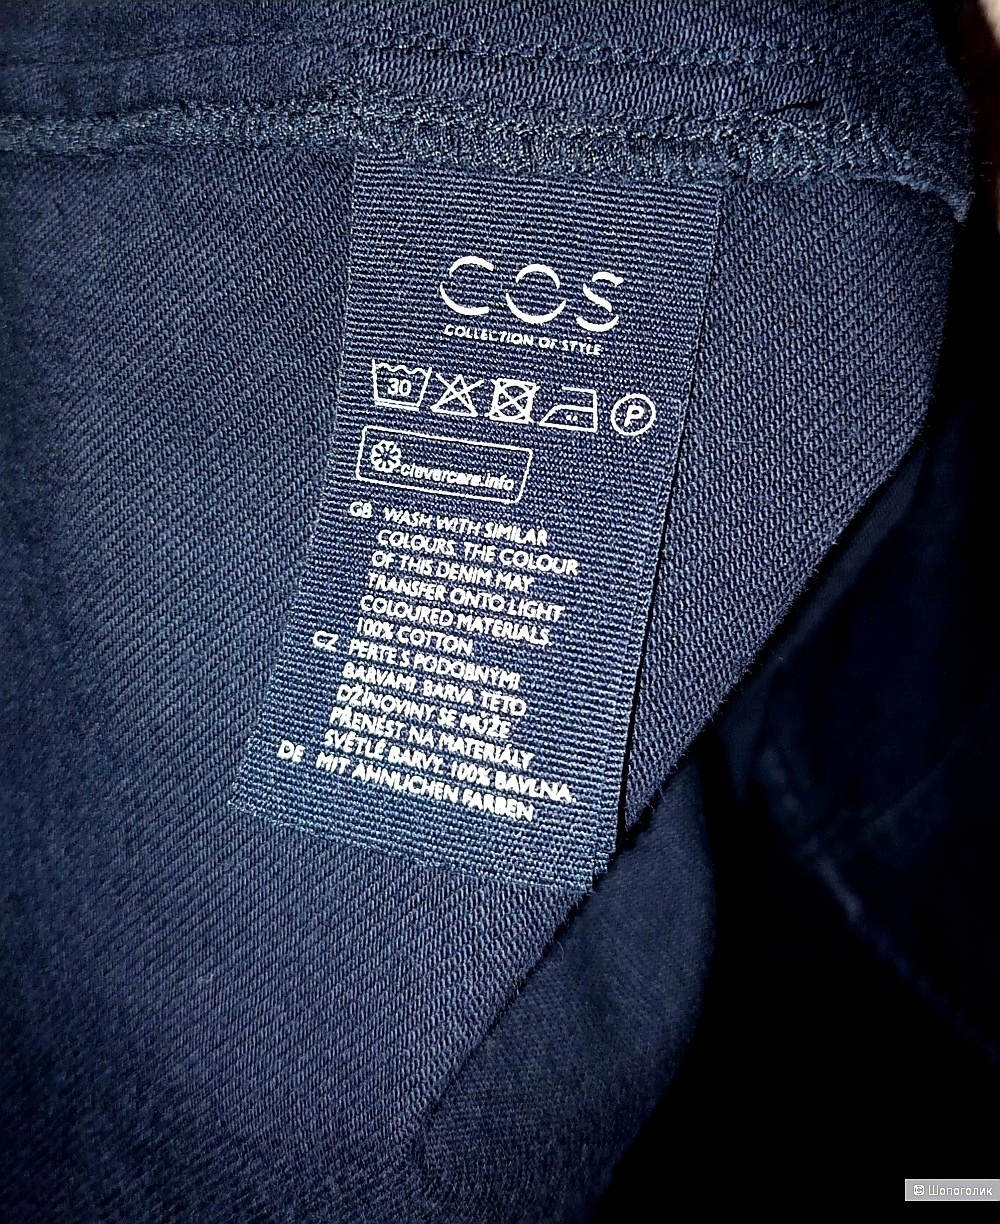 COS
COLLECTION OF STYLE
30
P
clevercare.info
GB WASH WITH SIMILAR
COLOURS. THE COLOUR
OF THIS DENIM MAY
TRANSFER ONTO LIGHT
COLOURED MATERIALS.
100% COTTON
CZ PERTE S PODOBNÝMI
BARVAMI. BARVA TÉTO
DŽÍNOVINY SE MŮŽE
PŘENÉST NA MATERIÁLY
SVĚTLÉ BARVY. 100% BAVLNA.
DE MIT ÄHNLICHEN FARBEN
Шопоголик